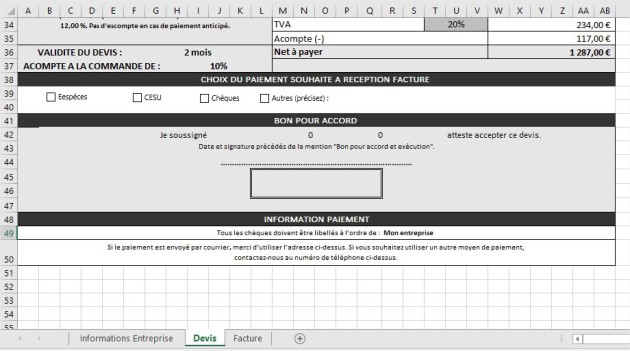 A B C D E F G H I J K L M N O P Q R S T U V W X Y Z AA AB
34 12,00 %. Pas d'escompte en cas de paiement anticipé. TVA 20% 234,00 €
35 Acompte (-) 117,00 €
36 VALIDITE DU DEVIS : 2 mois Net à payer 1 287,00 €
37 ACOMPTE A LA COMMANDE DE : 10%
38 CHOIX DU PAIEMENT SOUHAITE A RECEPTION FACTURE
39 Eespèces CESU Chèques Autres (précisez) :
40
41 BON POUR ACCORD
42 Je soussigné 0 0 atteste accepter ce devis.
43 Date et signature précédés de la mention "Bon pour accord et exécution".
44
45
46
47
48 INFORMATION PAIEMENT
49 Tous les chèques doivent être libellés à l'ordre de : Mon entreprise
Si le paiement est envoyé par courrier, merci d'utiliser l'adresse ci-dessus. Si vous souhaitez utiliser un autre moyen de paiement,
50 contactez-nous au numéro de téléphone ci-dessus.
51
52
53
54
55
Informations Entreprise Devis Facture